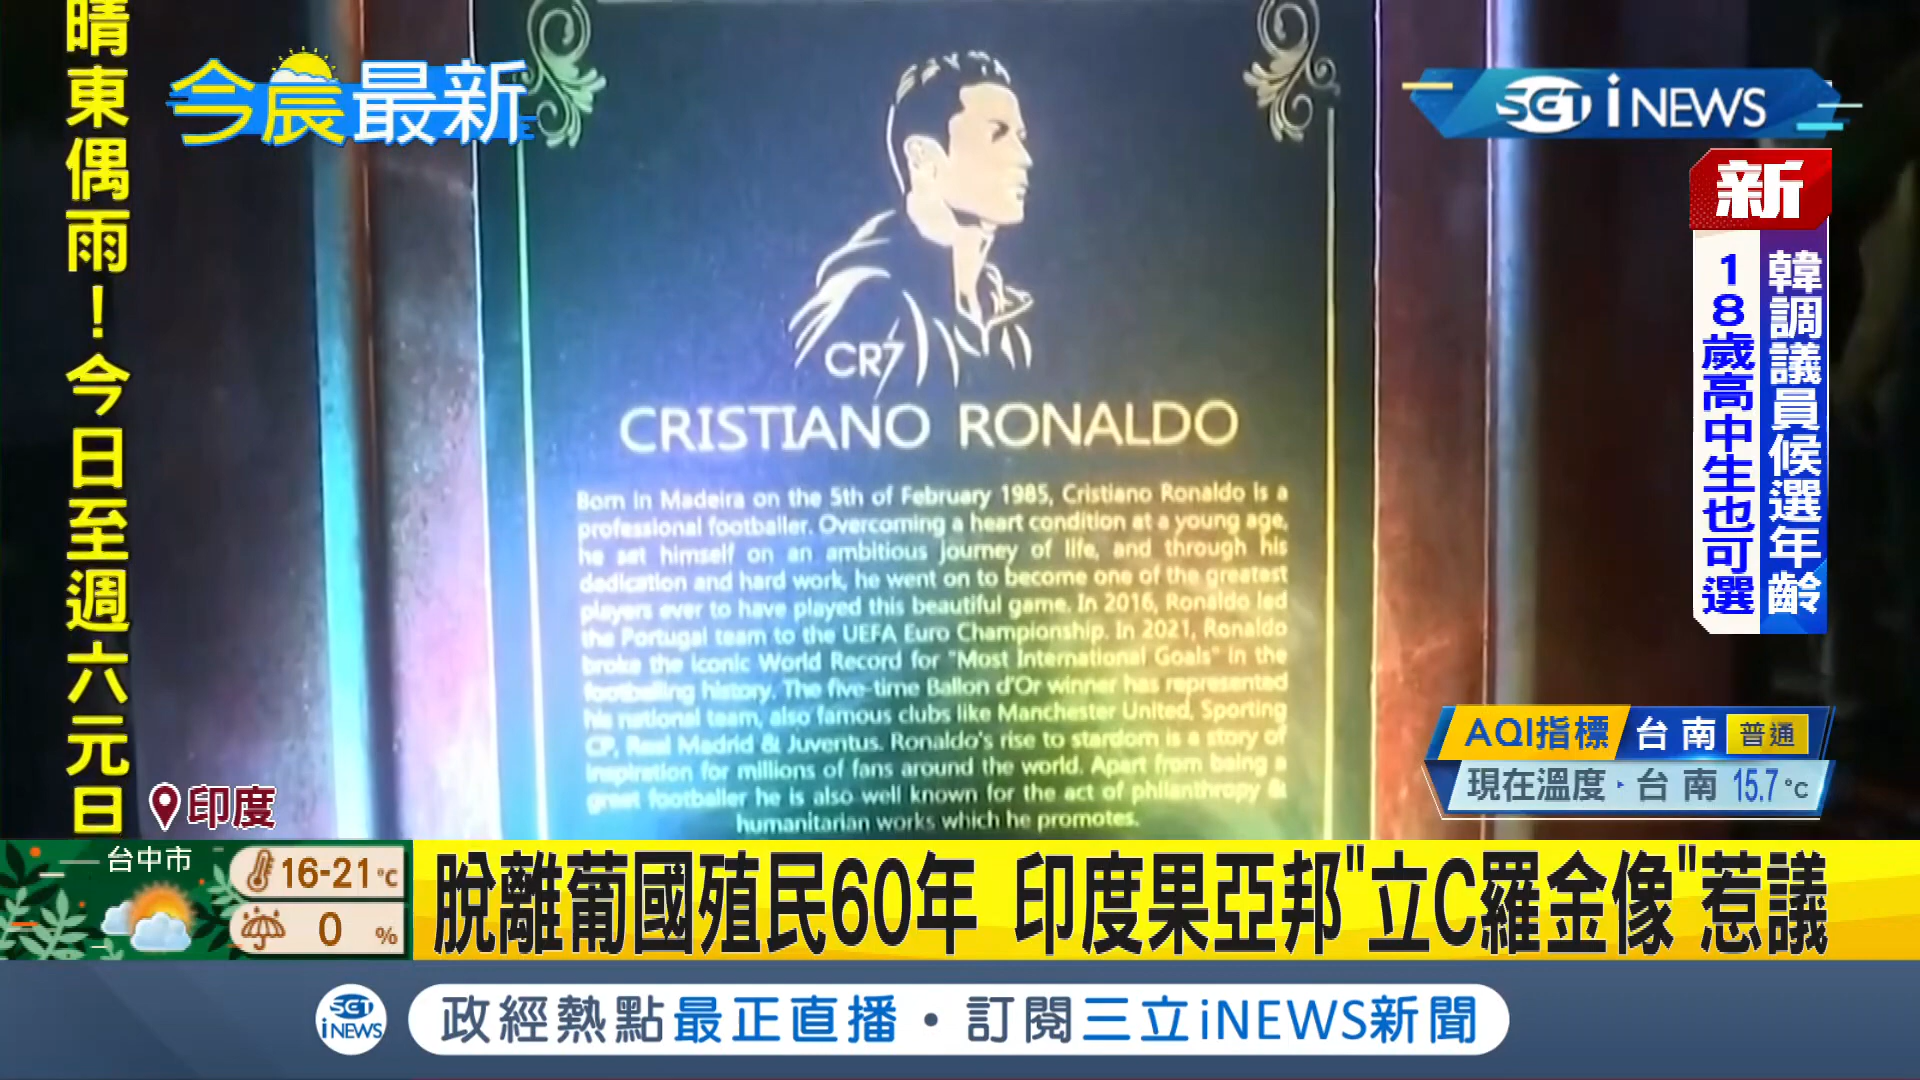 晴東偶雨！今日至週六元旦
今晨最新
SET iNEWS
新
韓調議員候選年齡
18歲高中生也可選
CR7
CRISTIANO RONALDO
Born in Madeira on the 5th of February 1985, Cristiano Ronaldo is a
professional footballer. Overcoming a heart condition at a young age,
he set himself on an ambitious journey of life, and through his
dedication and hard work, he went on to become one of the greatest
players ever to have played this beautiful game. In 2016, Ronaldo led
the Portugal team to the UEFA Euro Championship. In 2021, Ronaldo
broke the iconic World Record for "Most International Goals" in the
footballing history. The five-time Ballon d'Or winner has represented
his national team, also famous clubs like Manchester United, Sporting
CP, Real Madrid & Juventus. Ronaldo's rise to stardom is a story of
inspiration for millions of fans around the world. Apart from being a
great footballer he is also well known for the act of philanthropy &
humanitarian works which he promotes.
AQI指標 台南 普通
現在溫度 台南 15.7°C
印度
台中市
16-21°C
0 %
脫離葡國殖民60年 印度果亞邦"立C羅金像"惹議
SET iNEWS
政經熱點最正直播・訂閱三立iNEWS新聞